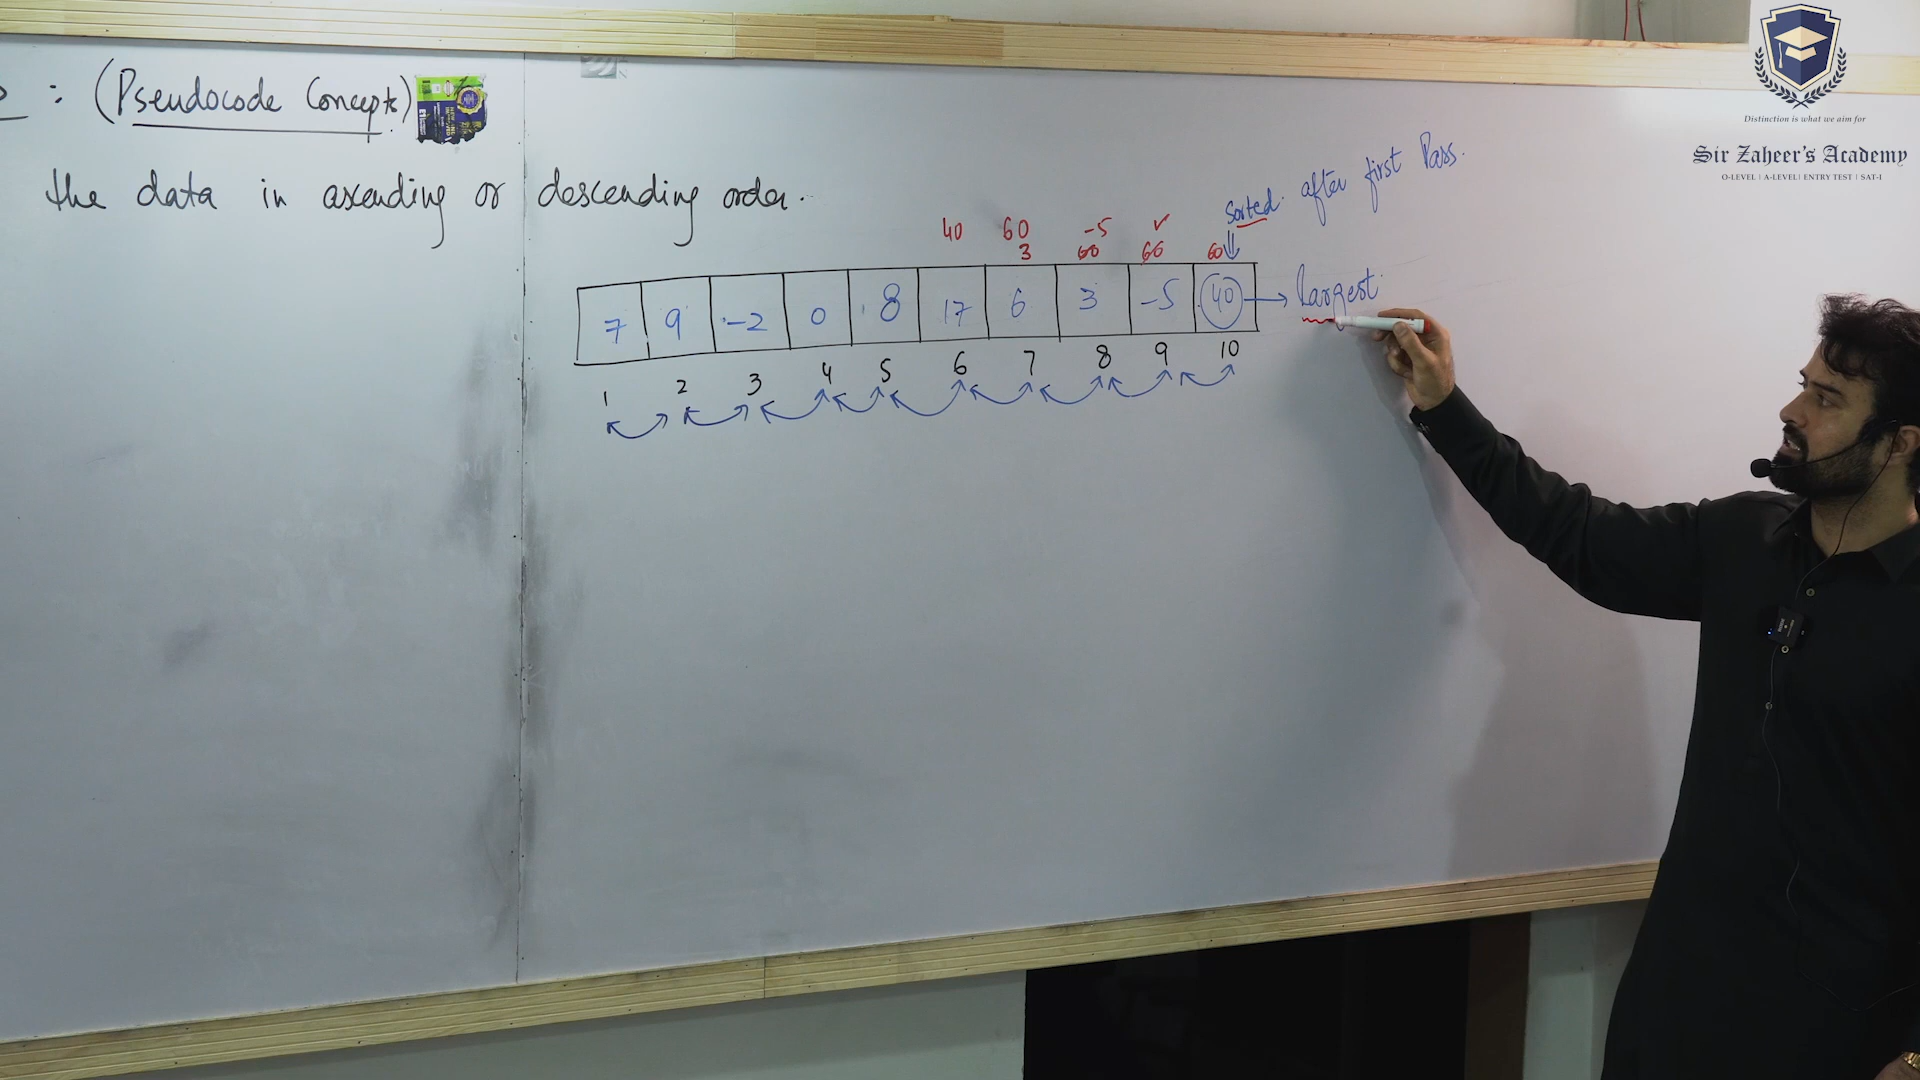 : (Pseudocode Concepts)
the data in ascending or descending order.
Sorted. after first Pass.
40 60 -5 ✓
3 60 60 60
7 9 -2 0 8 17 6 3 -5 40 → Largest.
1 2 3 4 5 6 7 8 9 10
Distinction is what we aim for
Sir Zaheer's Academy
O-LEVEL | A-LEVEL | ENTRY TEST | SAT-I